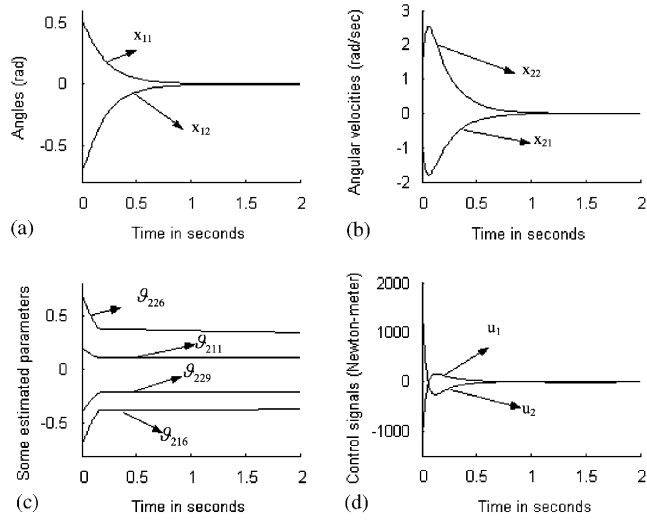 0.5
0
-0.5
Angles (rad)
x11
x12
0 0.5 1 1.5 2
Time in seconds
(a)
3
2
1
0
-1
-2
Angular velocities (rad/sec)
x22
x21
0 0.5 1 1.5 2
Time in seconds
(b)
0.5
0
-0.5
Some estimated parameters
ϑ226
ϑ211
ϑ229
ϑ216
0 0.5 1 1.5 2
Time in seconds
(c)
2000
1000
0
-1000
Control signals (Newton-meter)
u1
u2
0 0.5 1 1.5 2
Time in seconds
(d)